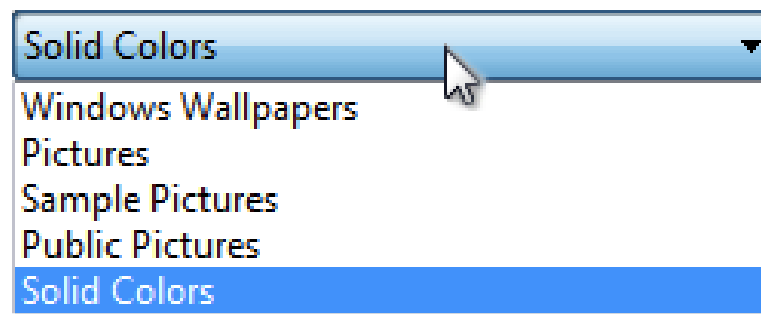 Solid Colors
Windows Wallpapers
Pictures
Sample Pictures
Public Pictures
Solid Colors